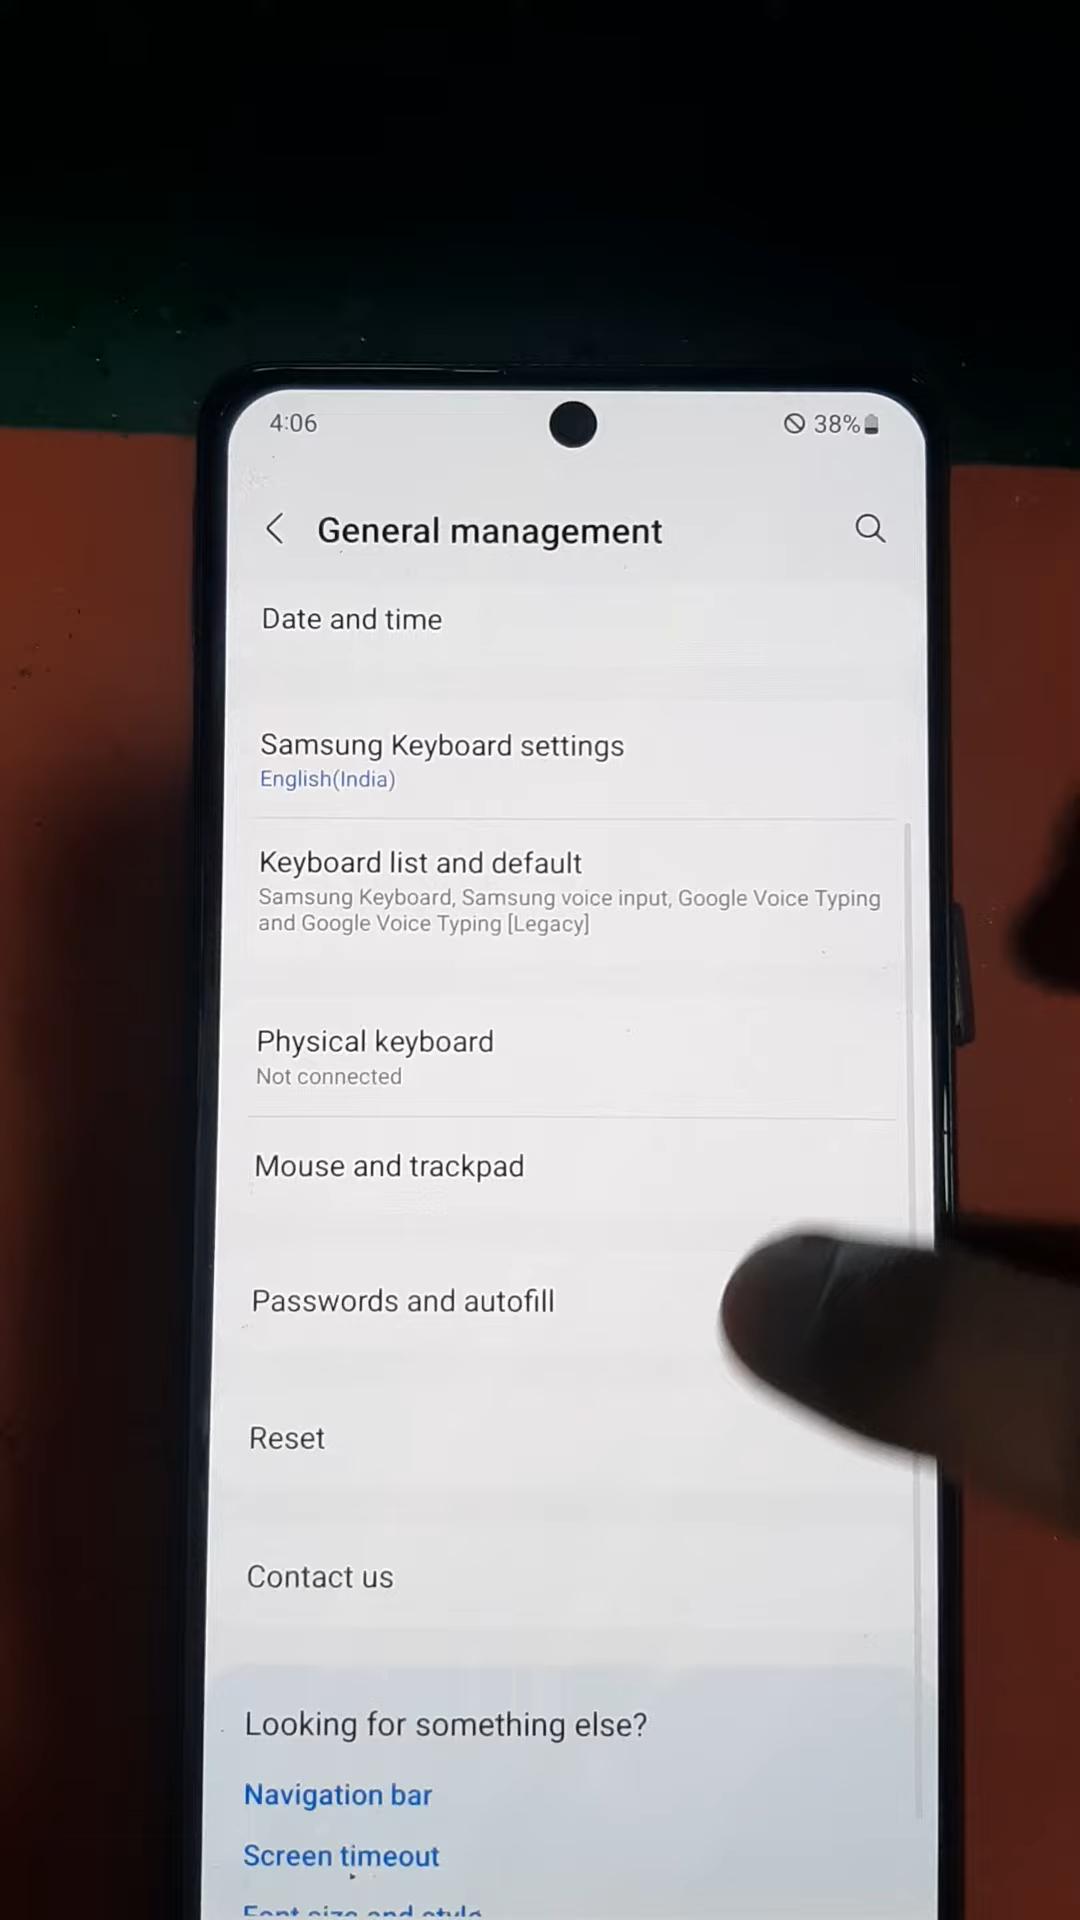 4:06
38%
General management
Date and time
Samsung Keyboard settings
English(India)
Keyboard list and default
Samsung Keyboard, Samsung voice input, Google Voice Typing
and Google Voice Typing [Legacy]
Physical keyboard
Not connected
Mouse and trackpad
Passwords and autofill
Reset
Contact us
Looking for something else?
Navigation bar
Screen timeout
Font size and style